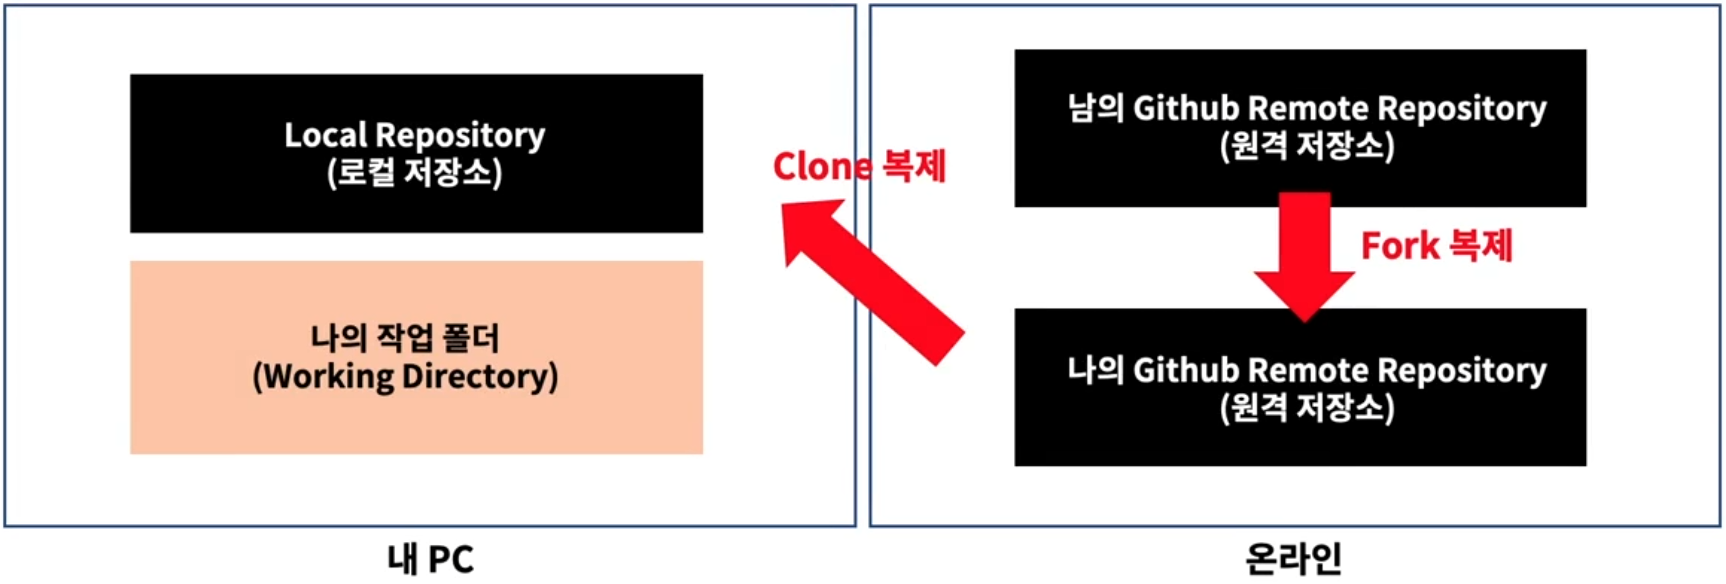 Local Repository
(로컬 저장소)
나의 작업 폴더
(Working Directory)
내 PC
Clone 복제
남의 Github Remote Repository
(원격 저장소)
Fork 복제
나의 Github Remote Repository
(원격 저장소)
온라인